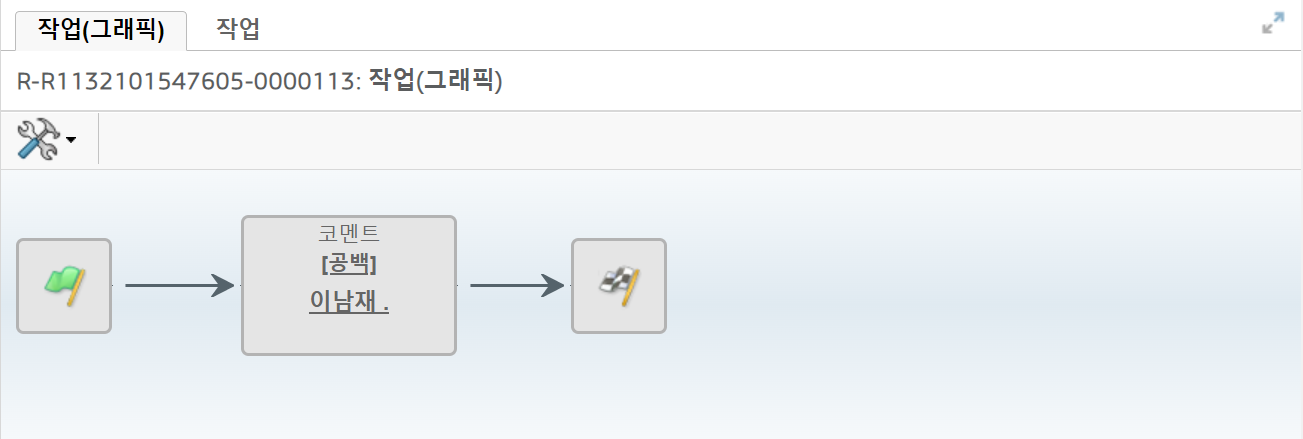 작업(그래픽) 작업
R-R1132101547605-0000113: 작업(그래픽)
코멘트
[공백]
이남재 .